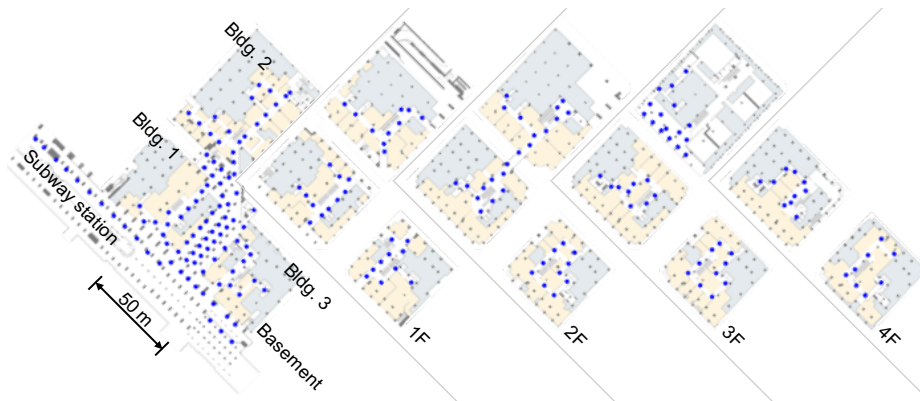 Bldg. 2
Bldg. 1
Subway station
50 m
Bldg. 3
Basement
1F
2F
3F
4F